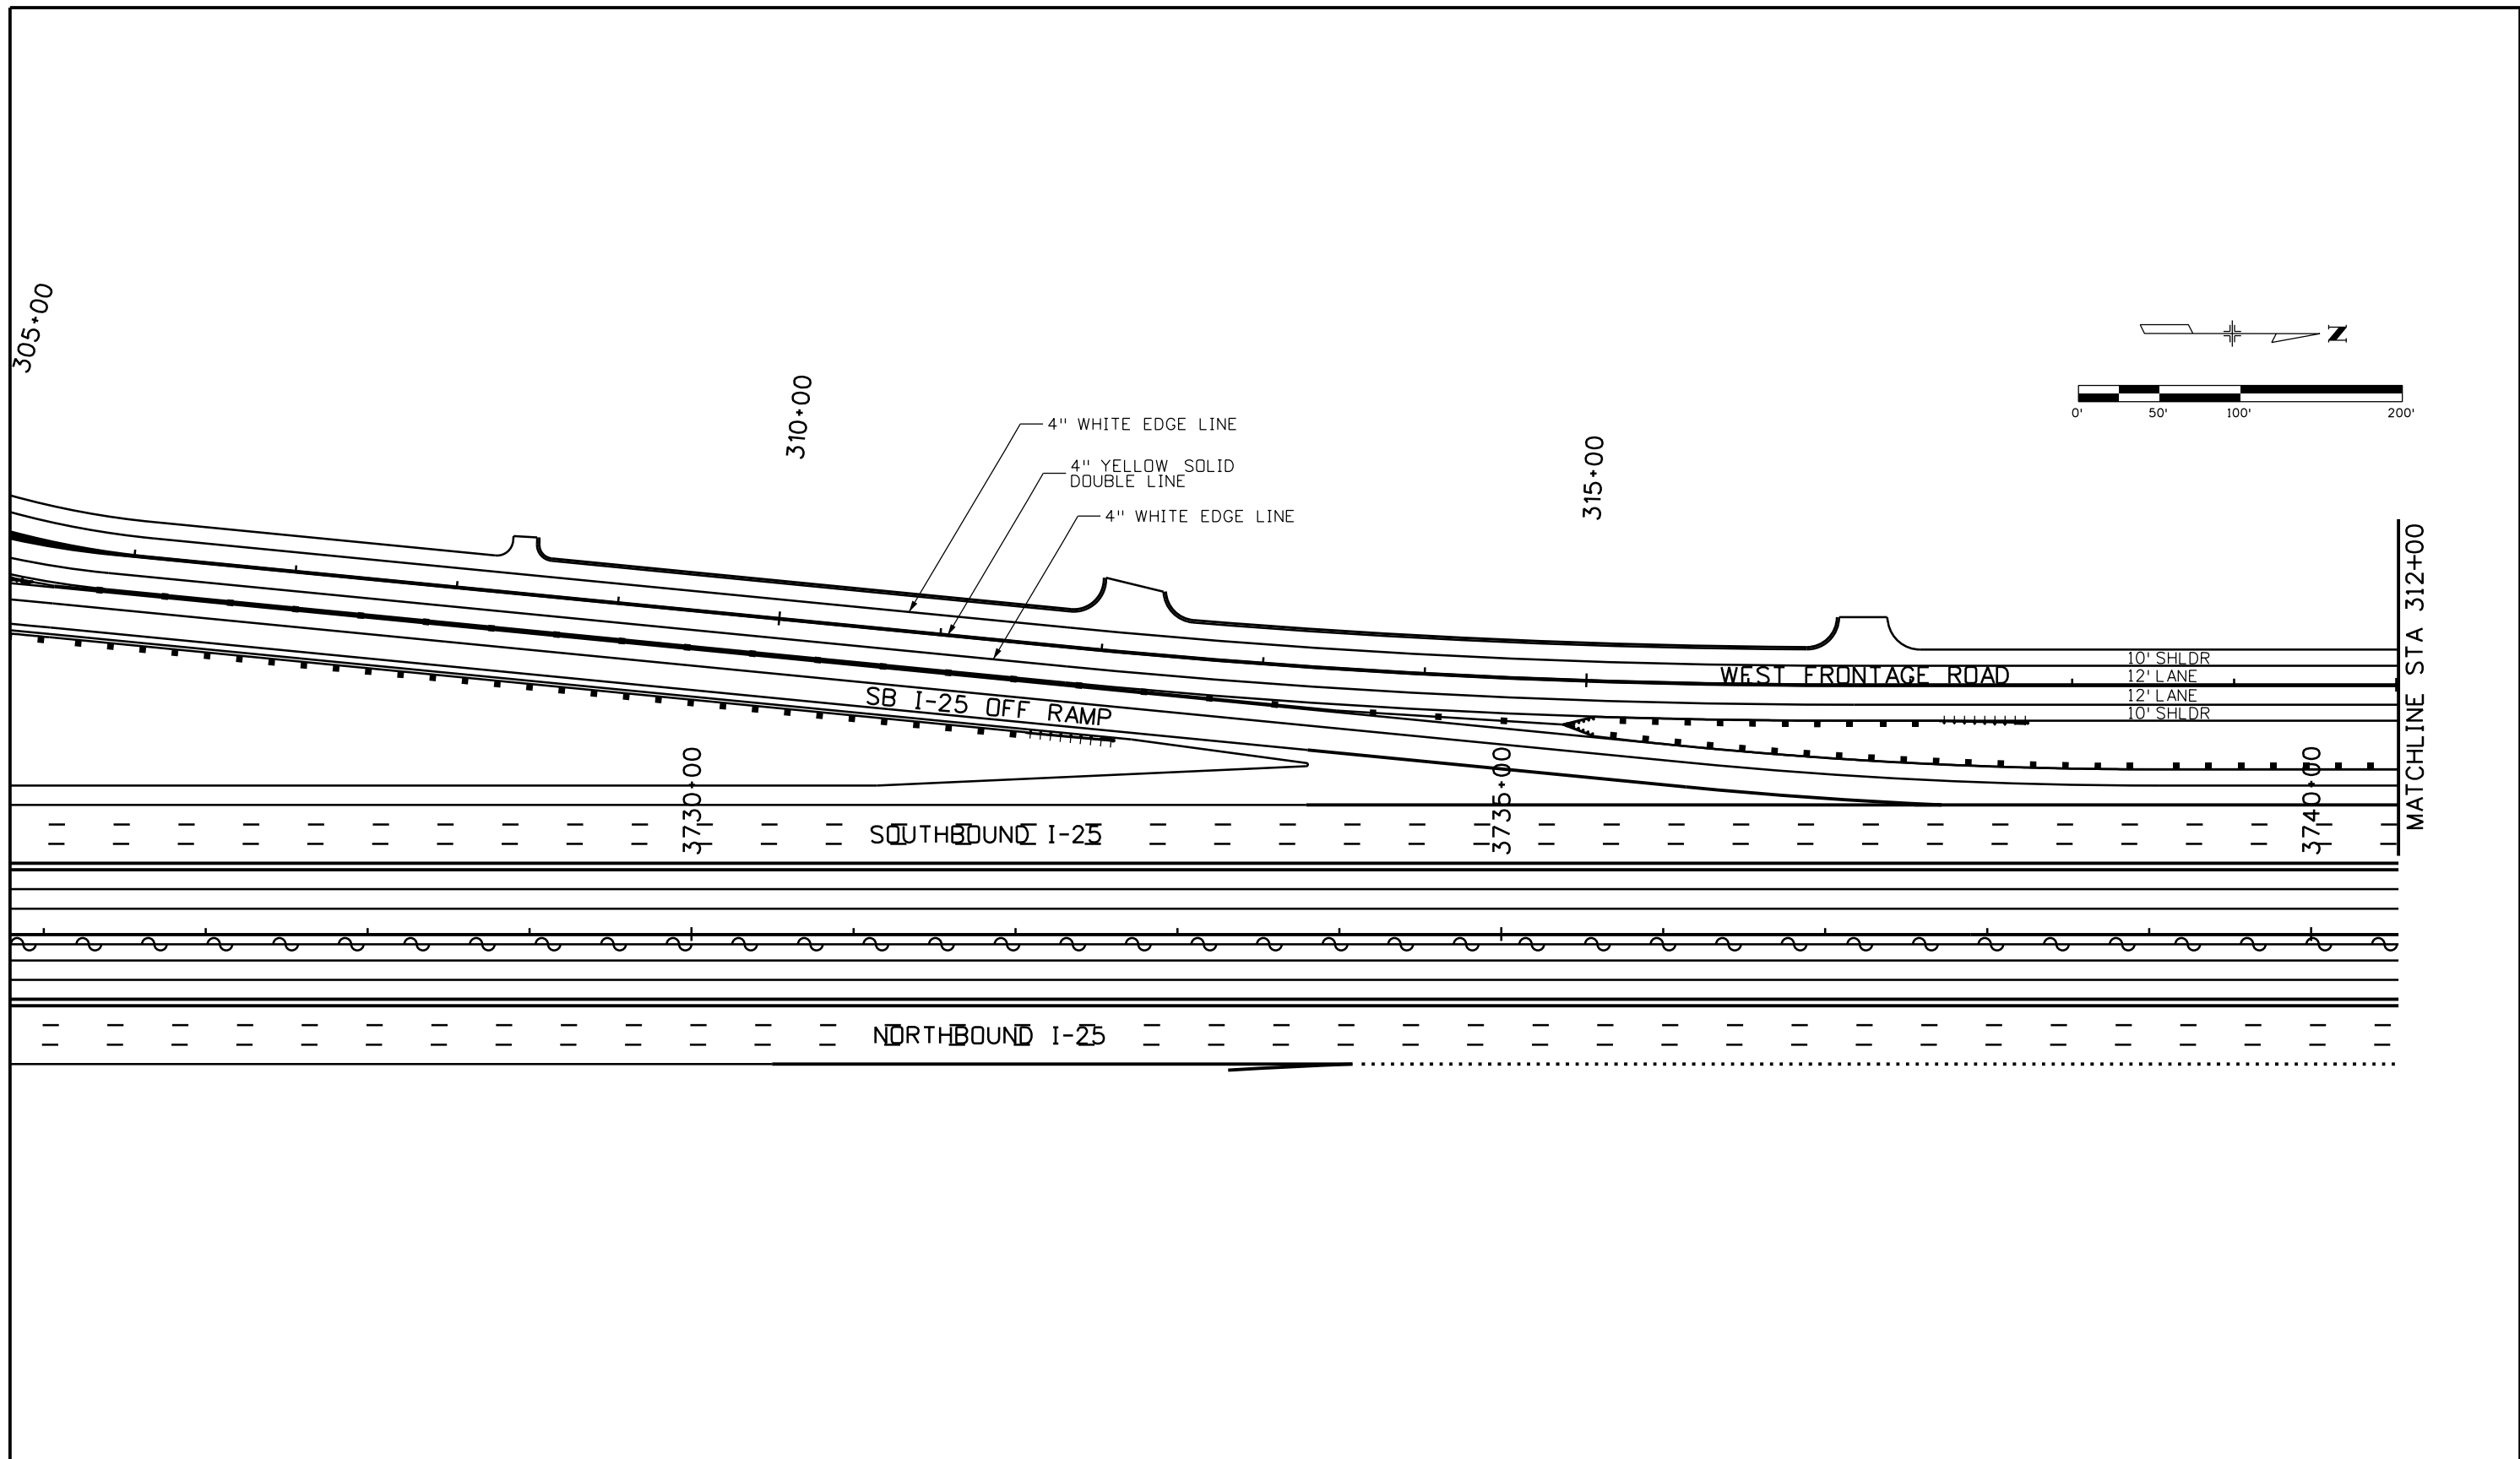 305+00
310+00
315+00
N
0' 50' 100' 200'
4" WHITE EDGE LINE
4" YELLOW SOLID
DOUBLE LINE
4" WHITE EDGE LINE
MATCHLINE STA 312+00
10' SHLDR
WEST FRONTAGE ROAD
12' LANE
12' LANE
10' SHLDR
SB I-25 OFF RAMP
3730+00
3735+00
3740+00
SOUTHBOUND I-25
NORTHBOUND I-25